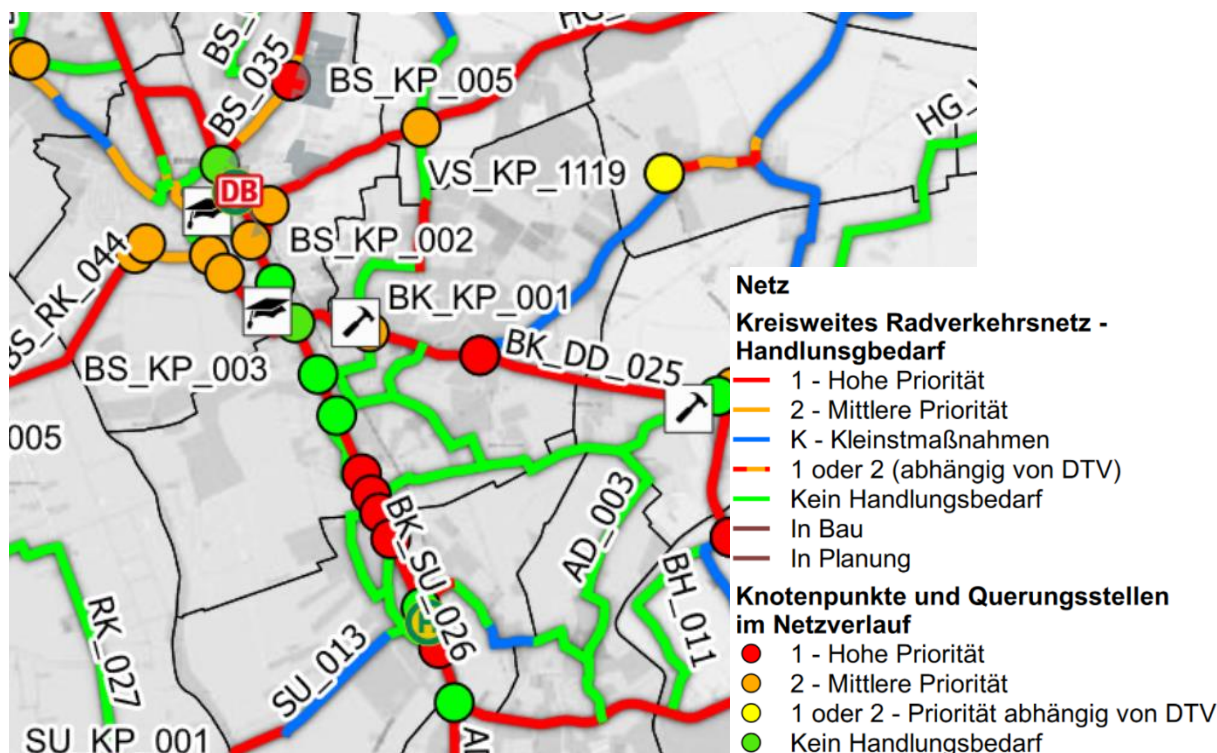 BS_035
BS_KP_005
VS_KP_1119
DB
BS_KP_002
BK_KP_001
BS_RK_044
BS_KP_003
BK_DD_025
005
BK_SU_026
AD_003
BH_011
RK_027
SU_013
H
SU_KP_001
Netz
Kreisweites Radverkehrsnetz -
Handlunsgbedarf
1 - Hohe Priorität
2 - Mittlere Priorität
K - Kleinstmaßnahmen
1 oder 2 (abhängig von DTV)
Kein Handlungsbedarf
In Bau
In Planung
Knotenpunkte und Querungsstellen
im Netzverlauf
1 - Hohe Priorität
2 - Mittlere Priorität
1 oder 2 - Priorität abhängig von DTV
Kein Handlungsbedarf